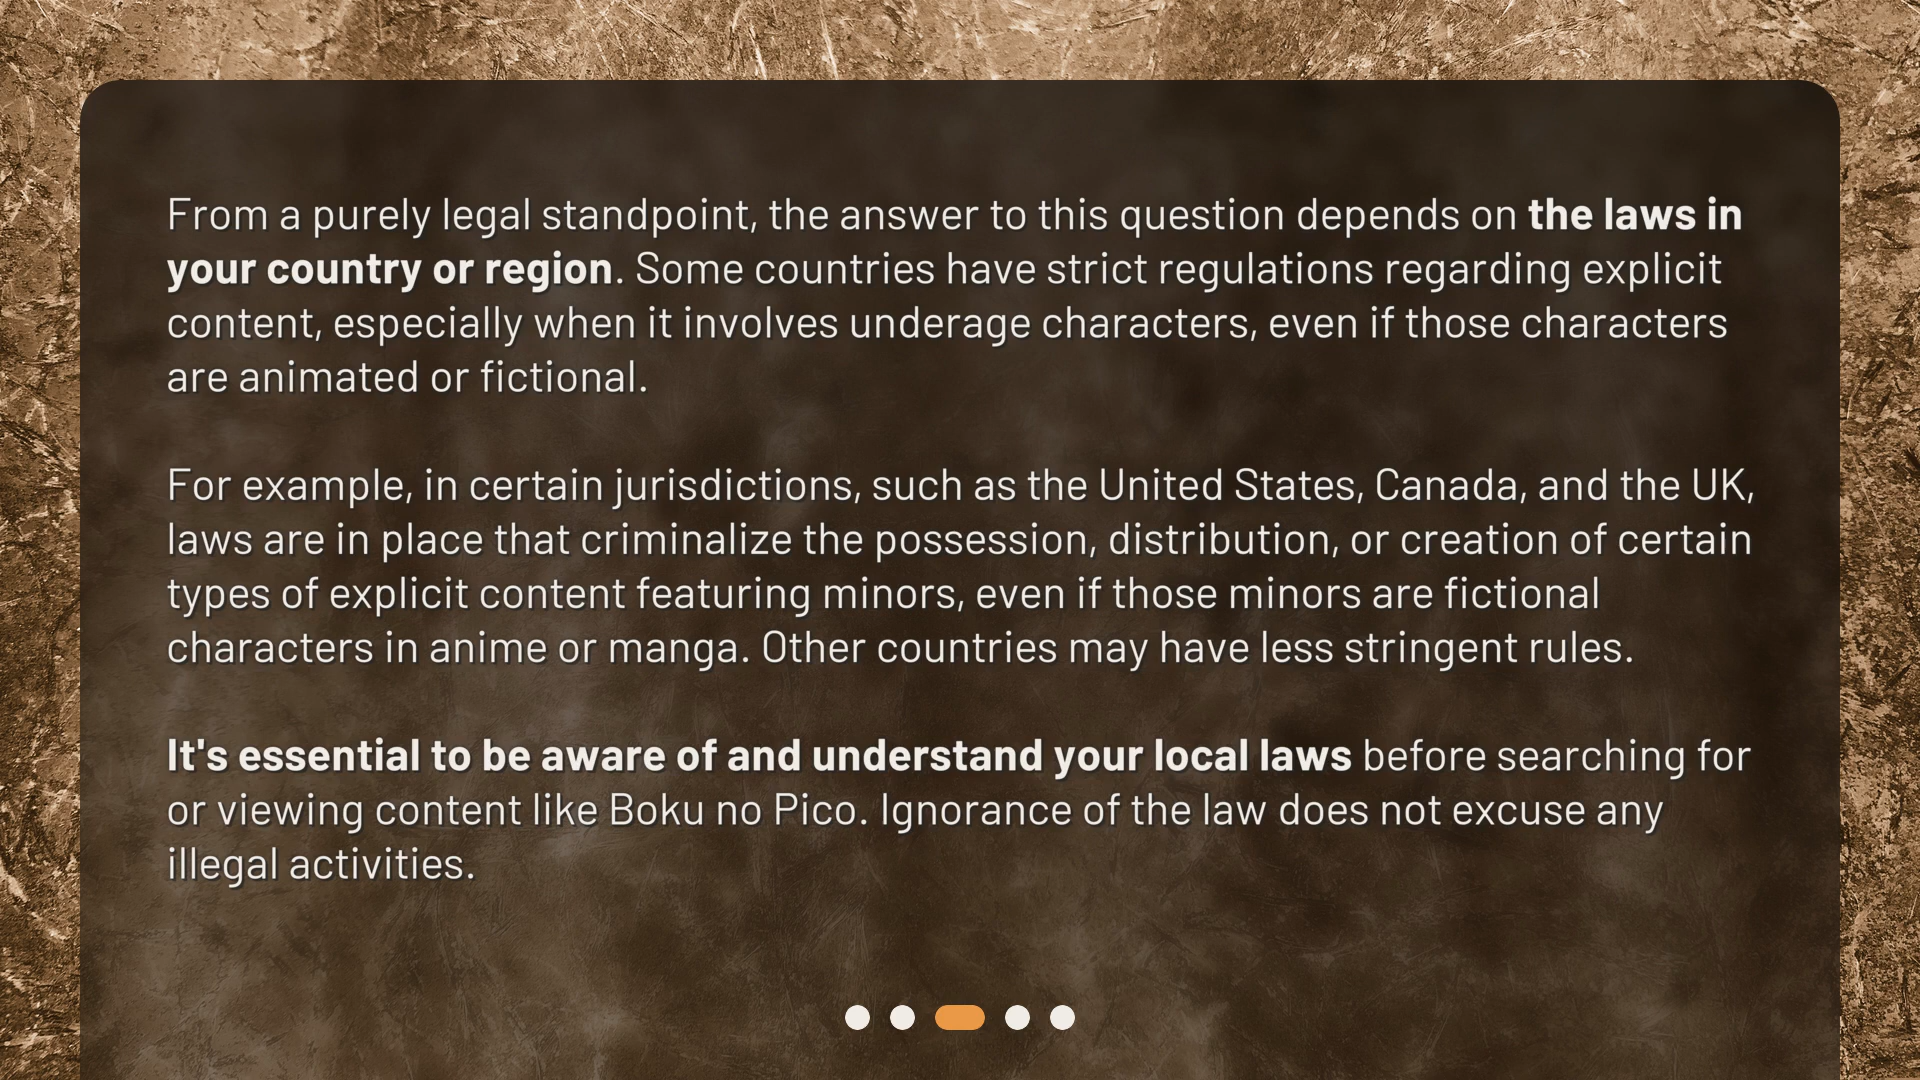 From a purely legal standpoint, the answer to this question depends on the laws in
your country or region. Some countries have strict regulations regarding explicit
content, especially when it involves underage characters, even if those characters
are animated or fictional.
For example, in certain jurisdictions, such as the United States, Canada, and the UK,
laws are in place that criminalize the possession, distribution, or creation of certain
types of explicit content featuring minors, even if those minors are fictional
characters in anime or manga. Other countries may have less stringent rules.
It's essential to be aware of and understand your local laws before searching for
or viewing content like Boku no Pico. Ignorance of the law does not excuse any
illegal activities.